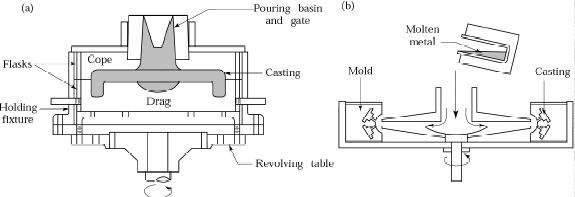 (a)
Pouring basin
and gate
Flasks
Cope
Casting
Drag
Holding
fixture
Revolving table
(b)
Molten
metal
Mold
Casting